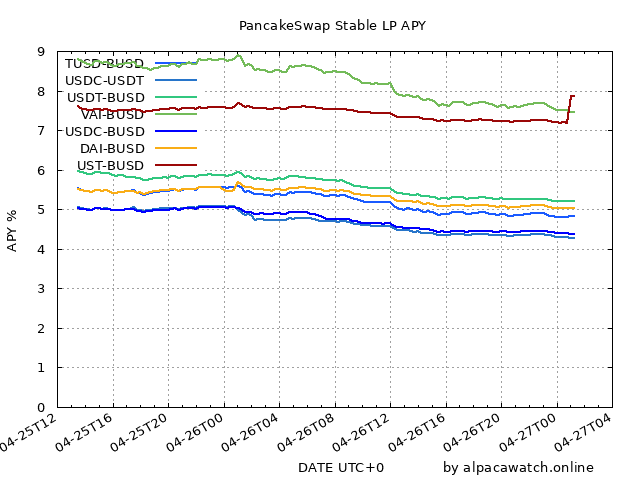 PancakeSwap Stable LP APY
APY %
9
8
7
6
5
4
3
2
1
0
TUSD-BUSD
USDC-USDT
USDT-BUSD
VAI-BUSD
USDC-BUSD
DAI-BUSD
UST-BUSD
04-25T12
04-25T16
04-25T20
04-26T00
04-26T04
04-26T08
04-26T12
04-26T16
04-26T20
04-27T00
04-27T04
DATE UTC+0
by alpacawatch.online